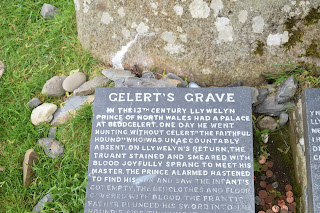 GELERT'S GRAVE
IN THE 13TH CENTURY LLYWELYN
PRINCE OF NORTH WALES HAD A PALACE
AT BEDDGELERT. ONE DAY HE WENT
HUNTING WITHOUT GELERT "THE FAITHFUL
HOUND" WHO WAS UNACCOUNTABLY
ABSENT. ON LLYWELYN'S RETURN, THE
TRUANT STAINED AND SMEARED WITH
BLOOD JOYFULLY SPRANG TO MEET HIS
MASTER. THE PRINCE ALARMED HASTENED
TO FIND HIS SON AND SAW THE INFANT'S
COT EMPTY. THE BEDCLOTHES AND FLOOR
COVERED WITH BLOOD. THE FRANTIC
FATHER PLUNGED HIS SWORD INTO